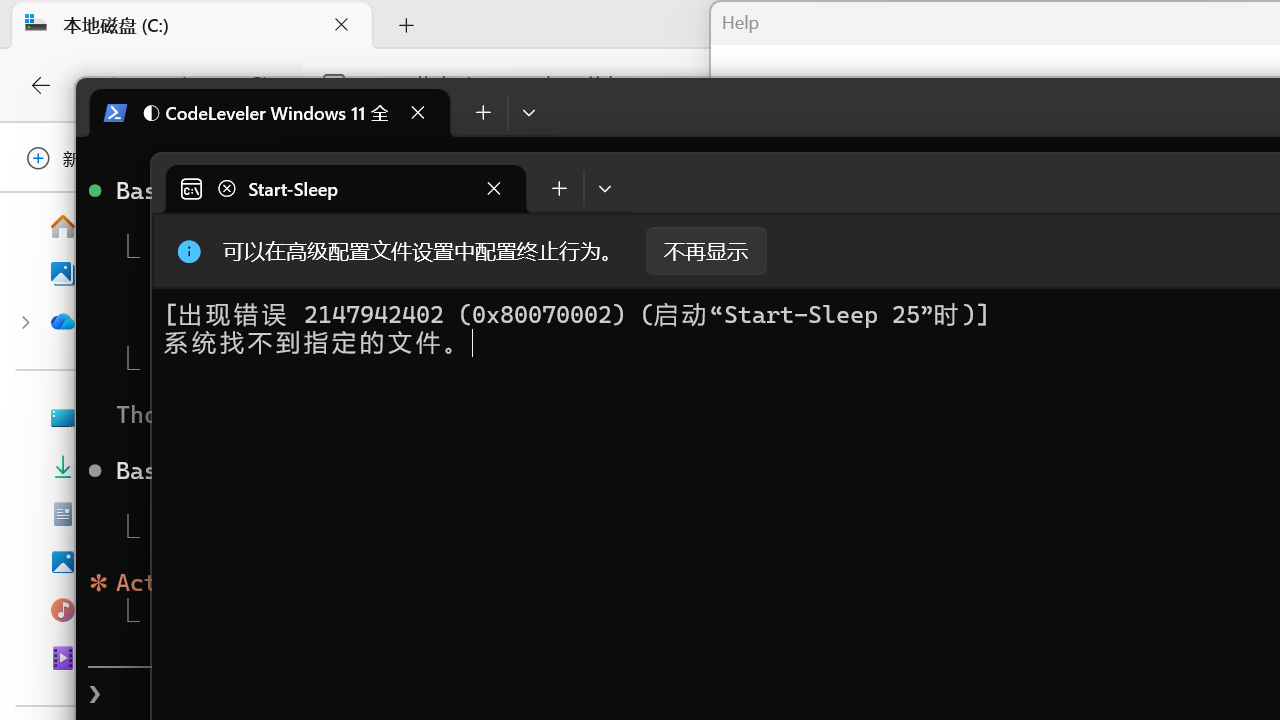 本地磁盘 (C:)
Help
CodeLeveler Windows 11 全
新
Bas
Start-Sleep
可以在高级配置文件设置中配置终止行为。
不再显示
[出现错误 2147942402 (0x80070002) (启动“Start-Sleep 25”时)]
系统找不到指定的文件。
Tho
Bas
Act